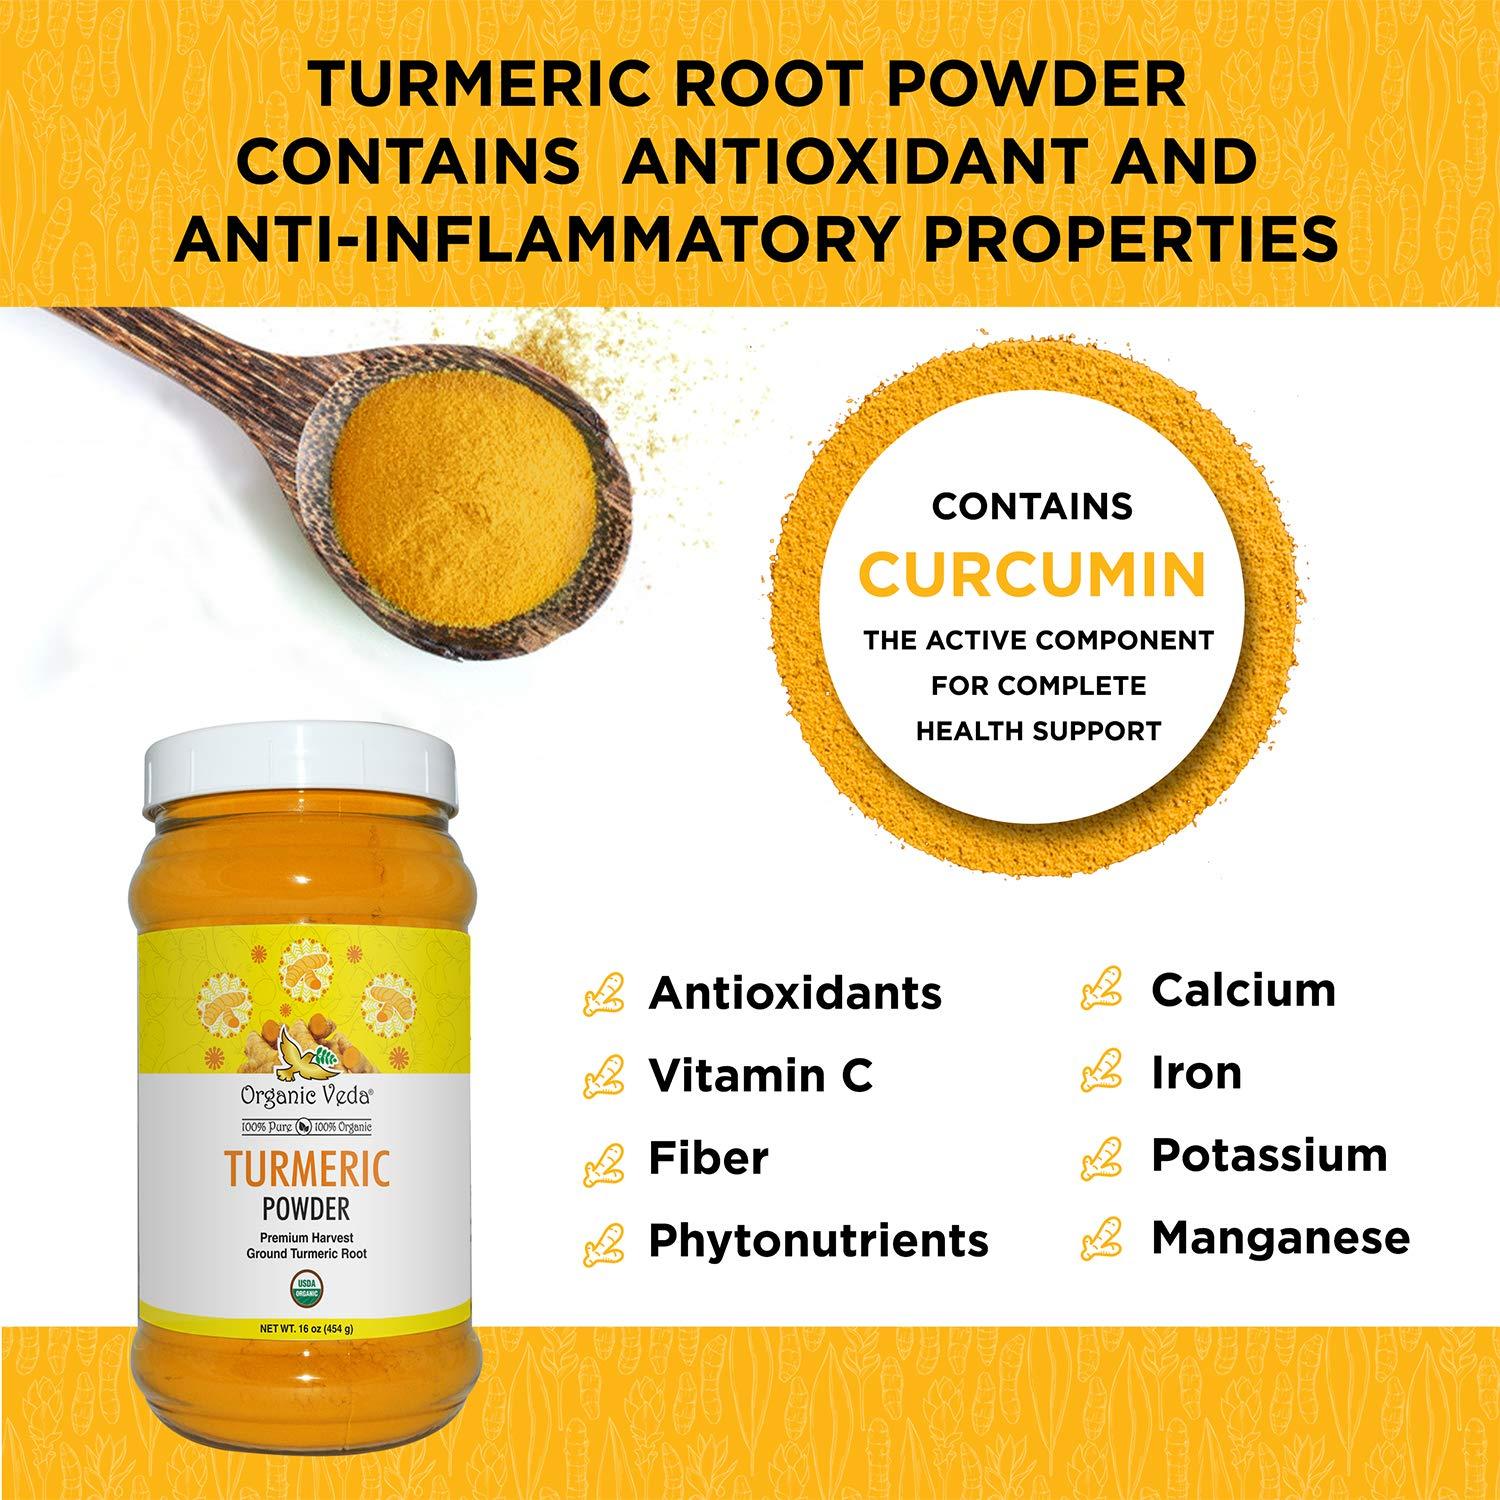 TURMERIC ROOT POWDER
CONTAINS ANTIOXIDANT AND
ANTI-INFLAMMATORY PROPERTIES
CONTAINS
CURCUMIN
THE ACTIVE COMPONENT
FOR COMPLETE
HEALTH SUPPORT
Organic Veda®
100% Pure 100% Organic
TURMERIC
POWDER
Premium Harvest
Ground Turmeric Root
USDA
ORGANIC
NET WT. 16 oz (454 g)
Antioxidants
Vitamin C
Fiber
Phytonutrients
Calcium
Iron
Potassium
Manganese